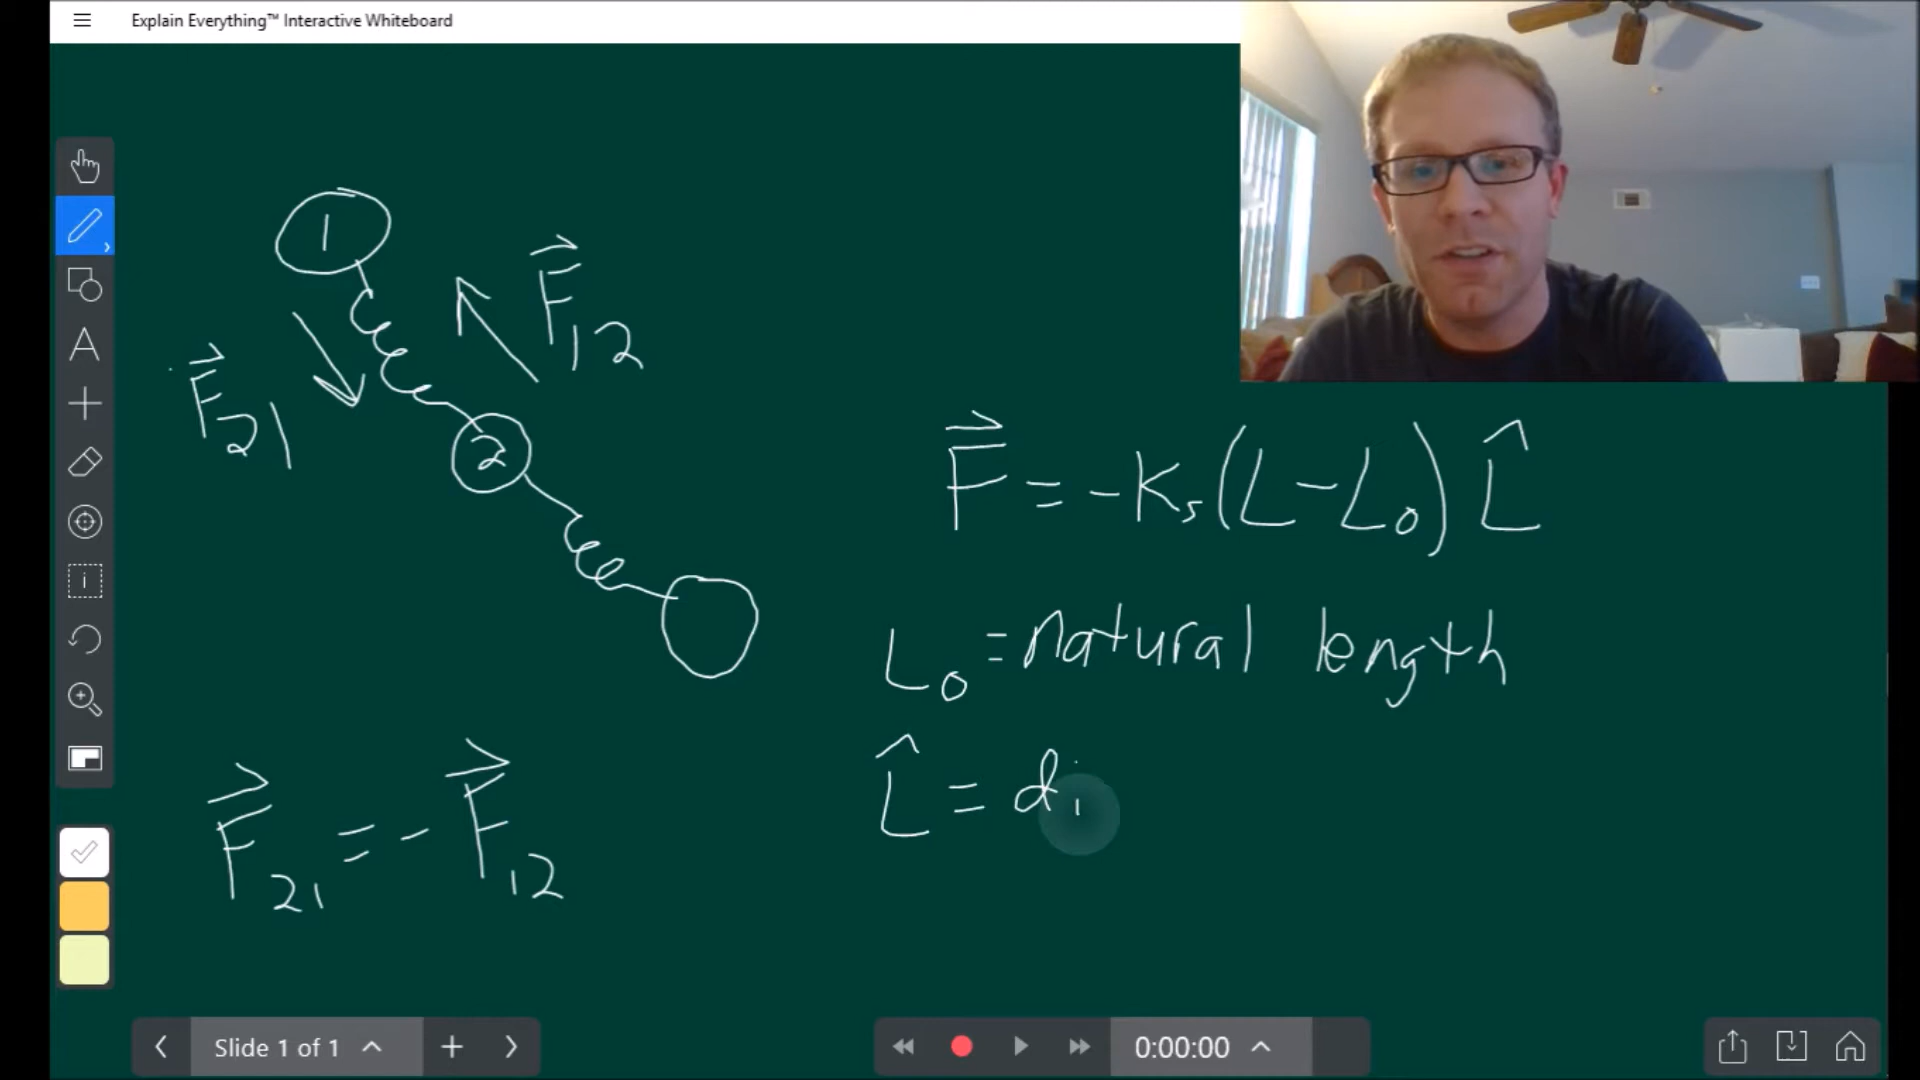 Explain Everything™ Interactive Whiteboard
1
F⃗₁₂
F⃗₂₁
2
F⃗ = -Kₛ(L-L₀) L̂
L₀ = natural length
L̂ = di
F⃗₂₁ = - F⃗₁₂
Slide 1 of 1
0:00:00